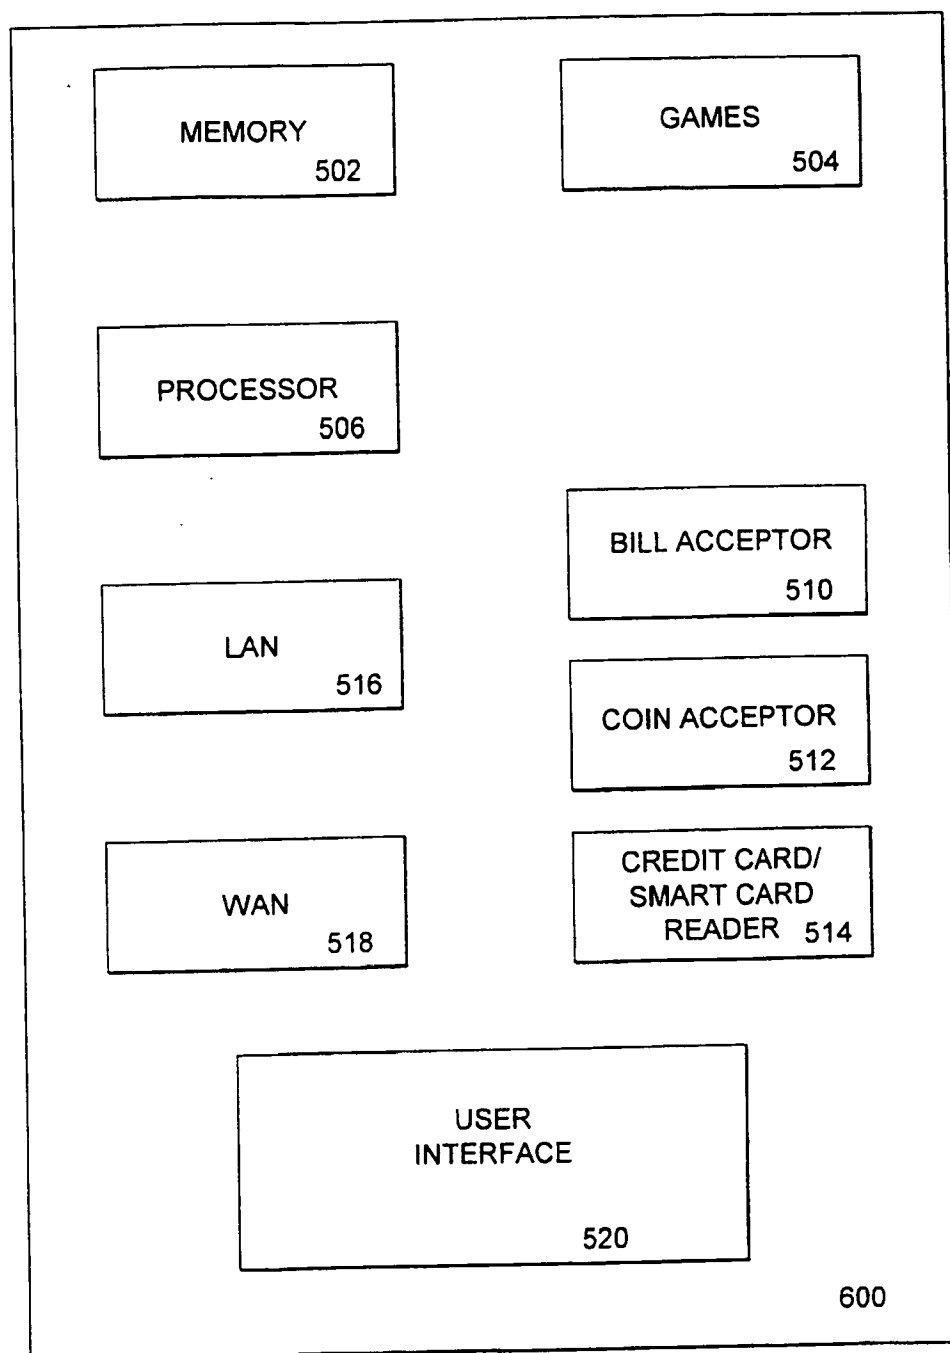 MEMORY
502
GAMES
504
PROCESSOR
506
BILL ACCEPTOR
510
LAN
516
COIN ACCEPTOR
512
WAN
518
CREDIT CARD/
SMART CARD
READER 514
USER
INTERFACE
520
600